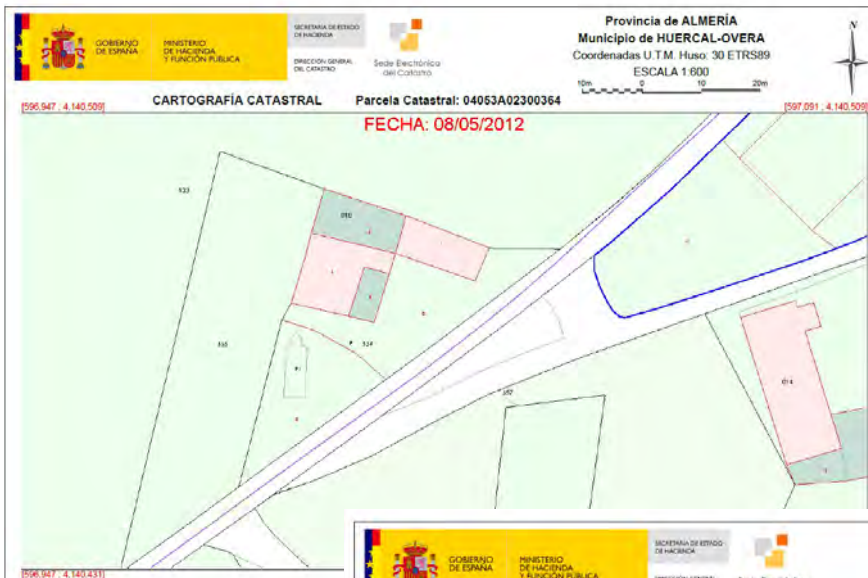 GOBIERNO
DE ESPAÑA
MINISTERIO
DE HACIENDA
Y FUNCIÓN PÚBLICA
SECRETARÍA DE ESTADO
DE HACIENDA
DIRECCIÓN GENERAL
DEL CATASTRO
Sede Electrónica
del Catastro
Provincia de ALMERÍA
Municipio de HUERCAL-OVERA
Coordenadas U.T.M. Huso: 30 ETRS89
ESCALA 1:600
10m 0 10 20m
N
CARTOGRAFÍA CATASTRAL Parcela Catastral: 04053A02300364
[596,947 ; 4,140,509]
[597,091 ; 4,140,509]
FECHA: 08/05/2012
014
357
[596,947 ; 4,140,431]
GOBIERNO
DE ESPAÑA
MINISTERIO
DE HACIENDA
Y FUNCIÓN PÚBLICA
SECRETARÍA DE ESTADO
DE HACIENDA